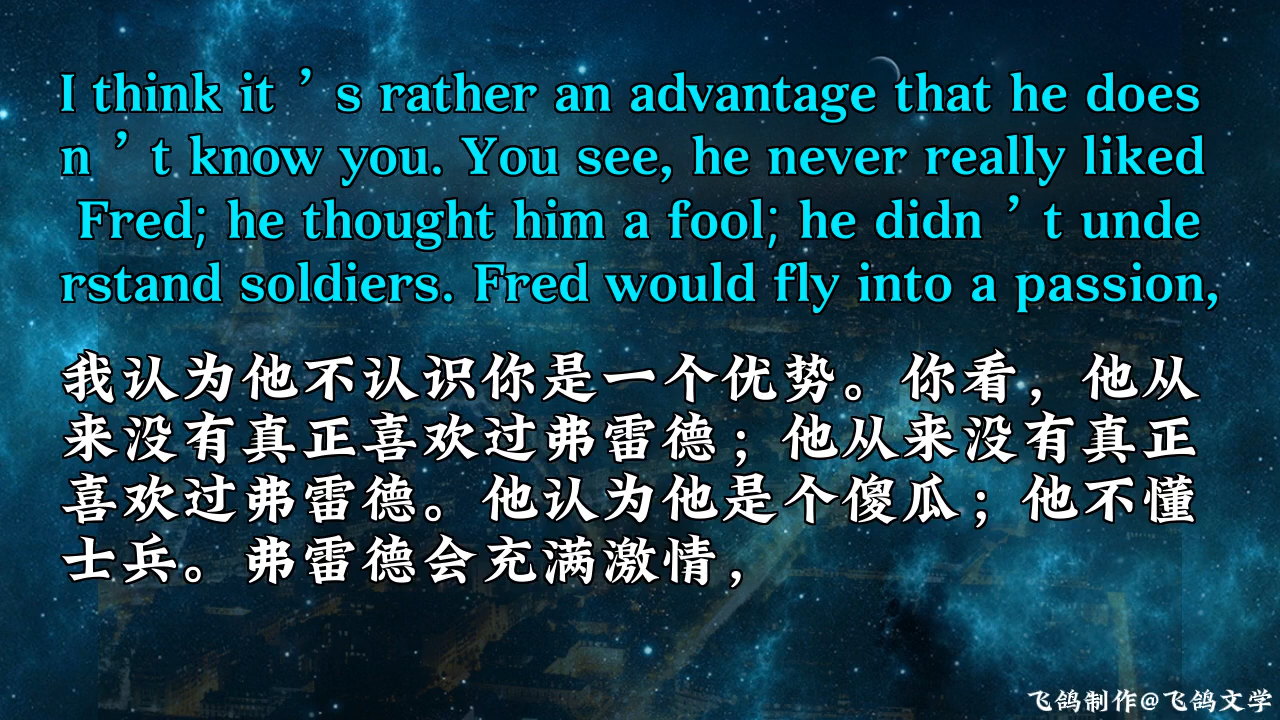 I think it ’ s rather an advantage that he does
n ’ t know you. You see, he never really liked
Fred; he thought him a fool; he didn ’ t unde
rstand soldiers. Fred would fly into a passion,
我认为他不认识你是一个优势。你看，他从
来没有真正喜欢过弗雷德；他从来没有真正
喜欢过弗雷德。他认为他是个傻瓜；他不懂
士兵。弗雷德会充满激情，
飞鸽制作@飞鸽文学